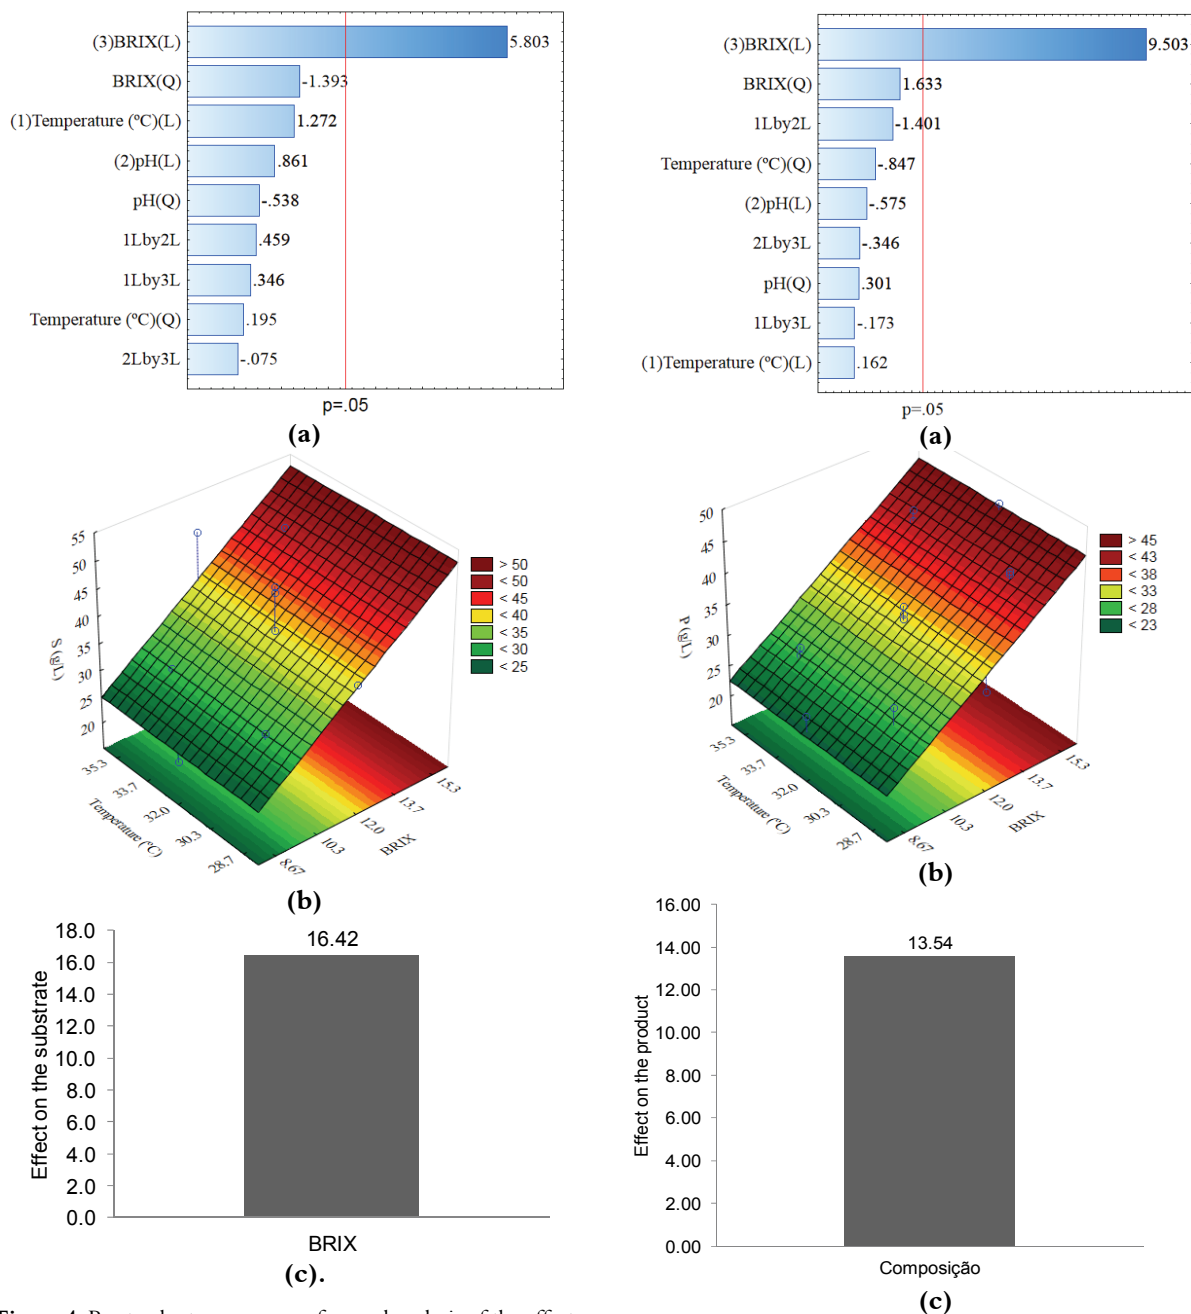 (3)BRIX(L)
5.803
BRIX(Q)
-1.393
(1)Temperature (ºC)(L)
1.272
(2)pH(L)
.861
pH(Q)
-.538
1Lby2L
.459
1Lby3L
.346
Temperature (ºC)(Q)
.195
2Lby3L
-.075
p=.05
(a)
55
50
45
40
35
30
25
20
S (g/L)
35.3
33.7
32.0
30.3
28.7
Temperature (ºC)
8.67
10.3
12.0
13.7
15.3
BRIX
> 50
< 50
< 45
< 40
< 35
< 30
< 25
(b)
18.0
16.0
14.0
12.0
10.0
8.0
6.0
4.0
2.0
0.0
Effect on the substrate
16.42
BRIX
(c).
(3)BRIX(L)
9.503
BRIX(Q)
1.633
1Lby2L
-1.401
Temperature (ºC)(Q)
-.847
(2)pH(L)
-.575
2Lby3L
-.346
pH(Q)
.301
1Lby3L
-.173
(1)Temperature (ºC)(L)
.162
p=.05
(a)
50
45
40
35
30
25
20
P (g/L)
35.3
33.7
32.0
30.3
28.7
Temperature (ºC)
8.67
10.3
12.0
13.7
15.3
BRIX
> 45
< 43
< 38
< 33
< 28
< 23
(b)
16.00
14.00
12.00
10.00
8.00
6.00
4.00
2.00
0.00
Effect on the product
13.54
Composição
(c)